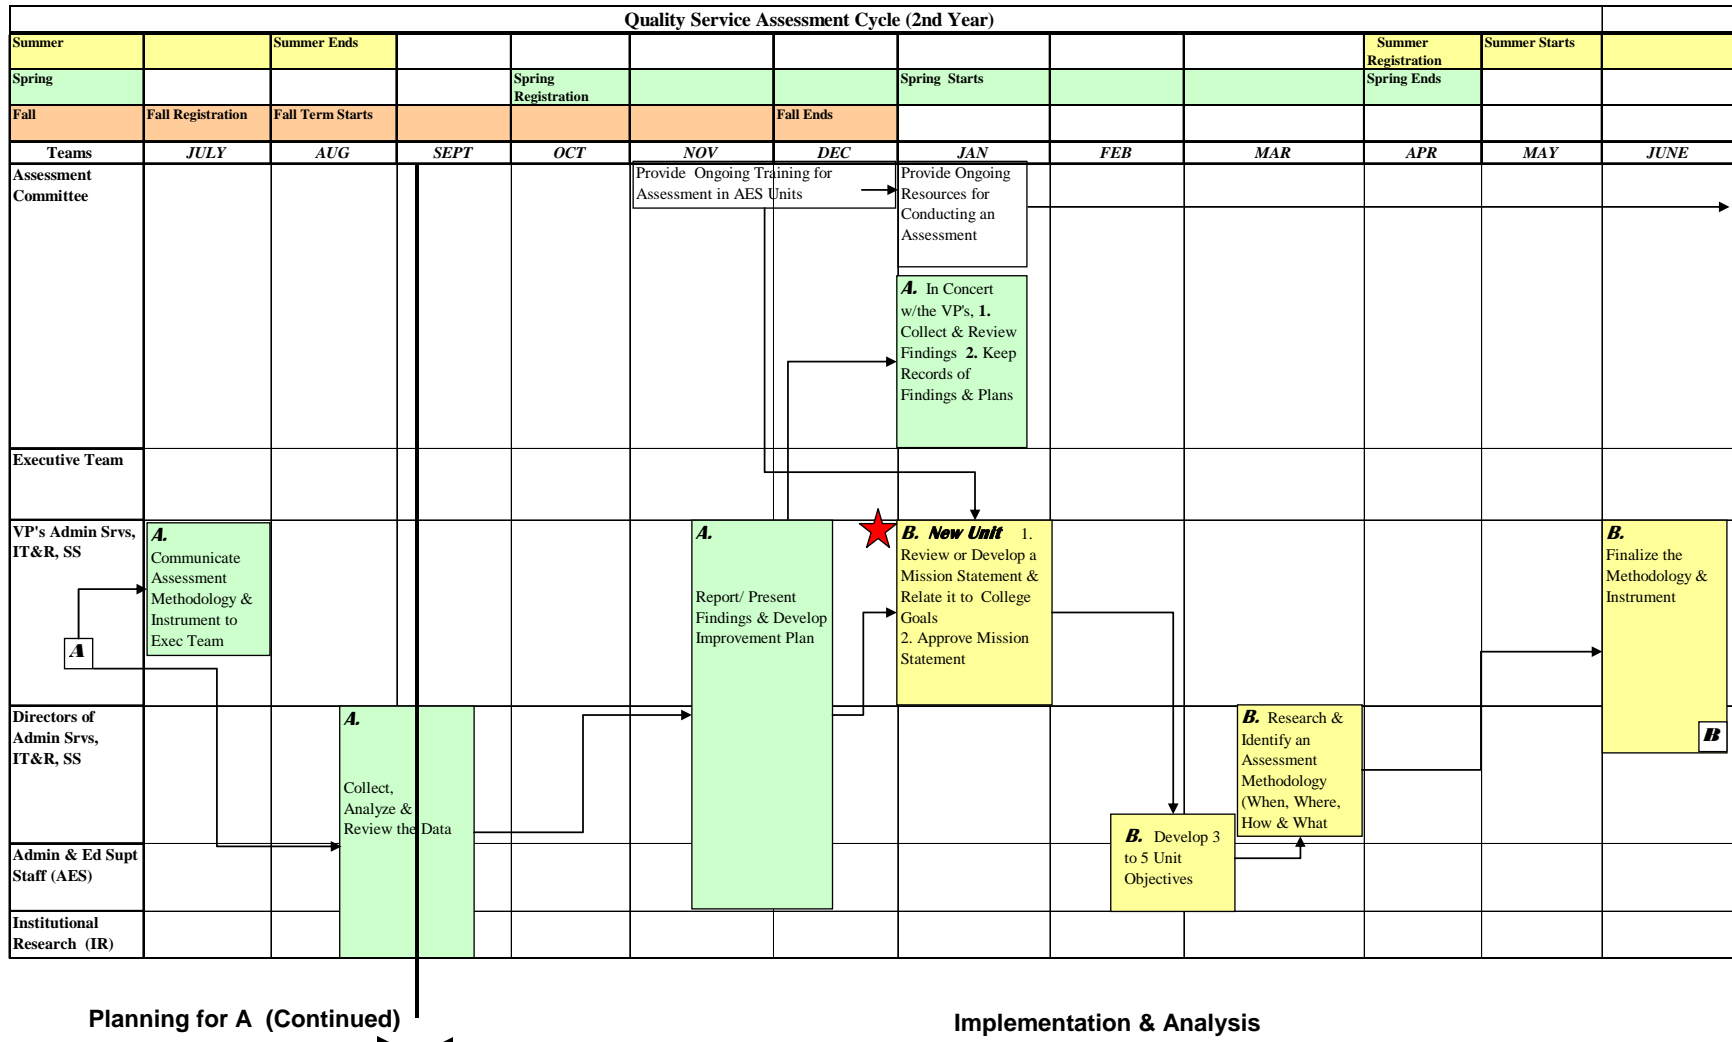 Quality Service Assessment Cycle (2nd Year)
Summer
Summer Ends
Summer
Registration
Summer Starts
Spring
Spring
Registration
Spring Starts
Spring Ends
Fall
Fall Registration
Fall Term Starts
Fall Ends
Teams
JULY
AUG
SEPT
OCT
NOV
DEC
JAN
FEB
MAR
APR
MAY
JUNE
Assessment
Committee
Provide Ongoing Training for
Assessment in AES Units
Provide Ongoing
Resources for
Conducting an
Assessment
A. In Concert
w/the VP's, 1.
Collect & Review
Findings 2. Keep
Records of
Findings & Plans
Executive Team
VP's Admin Srvs,
IT&R, SS
A
A.
Communicate
Assessment
Methodology &
Instrument to
Exec Team
A.
Report/ Present
Findings & Develop
Improvement Plan
B. New Unit 1.
Review or Develop a
Mission Statement &
Relate it to College
Goals
2. Approve Mission
Statement
B.
Finalize the
Methodology &
Instrument
B
Directors of
Admin Srvs,
IT&R, SS
A.
Collect,
Analyze &
Review the Data
B. Research &
Identify an
Assessment
Methodology
(When, Where,
How & What
Admin & Ed Supt
Staff (AES)
B. Develop 3
to 5 Unit
Objectives
Institutional
Research (IR)
Planning for A (Continued)
Implementation & Analysis